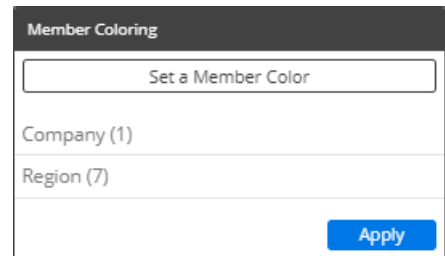 Member Coloring
Set a Member Color
Company (1)
Region (7)
Apply